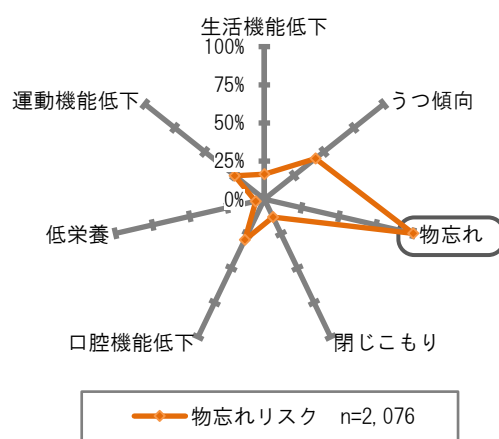 生活機能低下
100%
75%
50%
25%
0%
うつ傾向
物忘れ
閉じこもり
口腔機能低下
低栄養
運動機能低下
物忘れリスク n=2,076